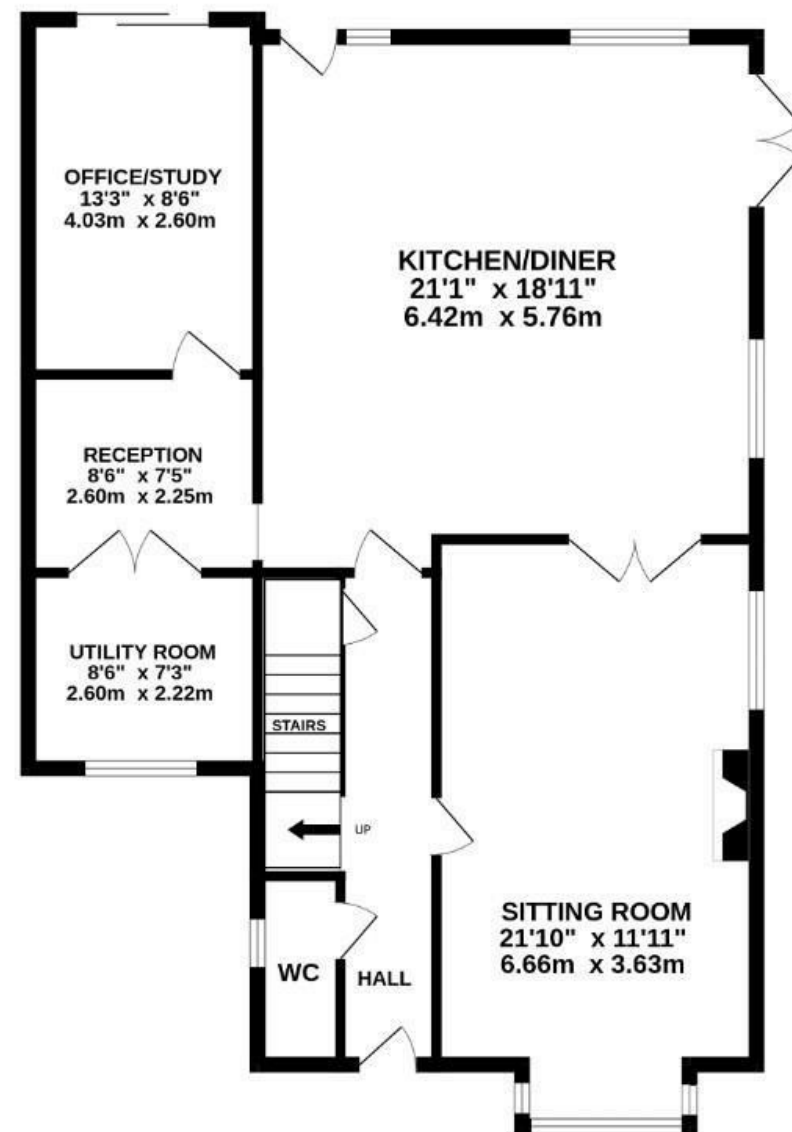 OFFICE/STUDY
13'3" x 8'6"
4.03m x 2.60m
KITCHEN/DINER
21'1" x 18'11"
6.42m x 5.76m
RECEPTION
8'6" x 7'5"
2.60m x 2.25m
UTILITY ROOM
8'6" x 7'3"
2.60m x 2.22m
STAIRS
UP
SITTING ROOM
21'10" x 11'11"
6.66m x 3.63m
WC
HALL